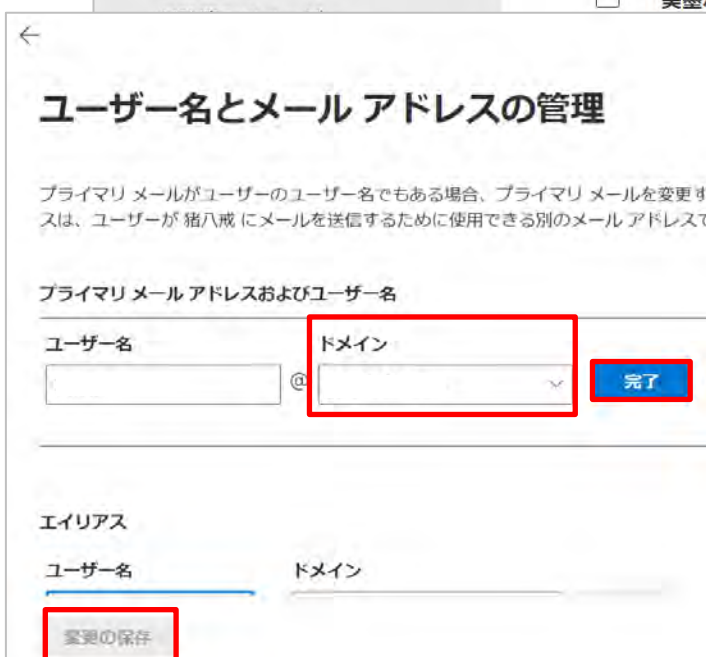 ←
ユーザー名とメール アドレスの管理
プライマリ メールがユーザーのユーザー名でもある場合、プライマリ メールを変更す
スは、ユーザーが 猪八戒 にメールを送信するために使用できる別のメール アドレスで
プライマリ メール アドレスおよびユーザー名
ユーザー名 ドメイン
@ 完了
エイリアス
ユーザー名 ドメイン
変更の保存